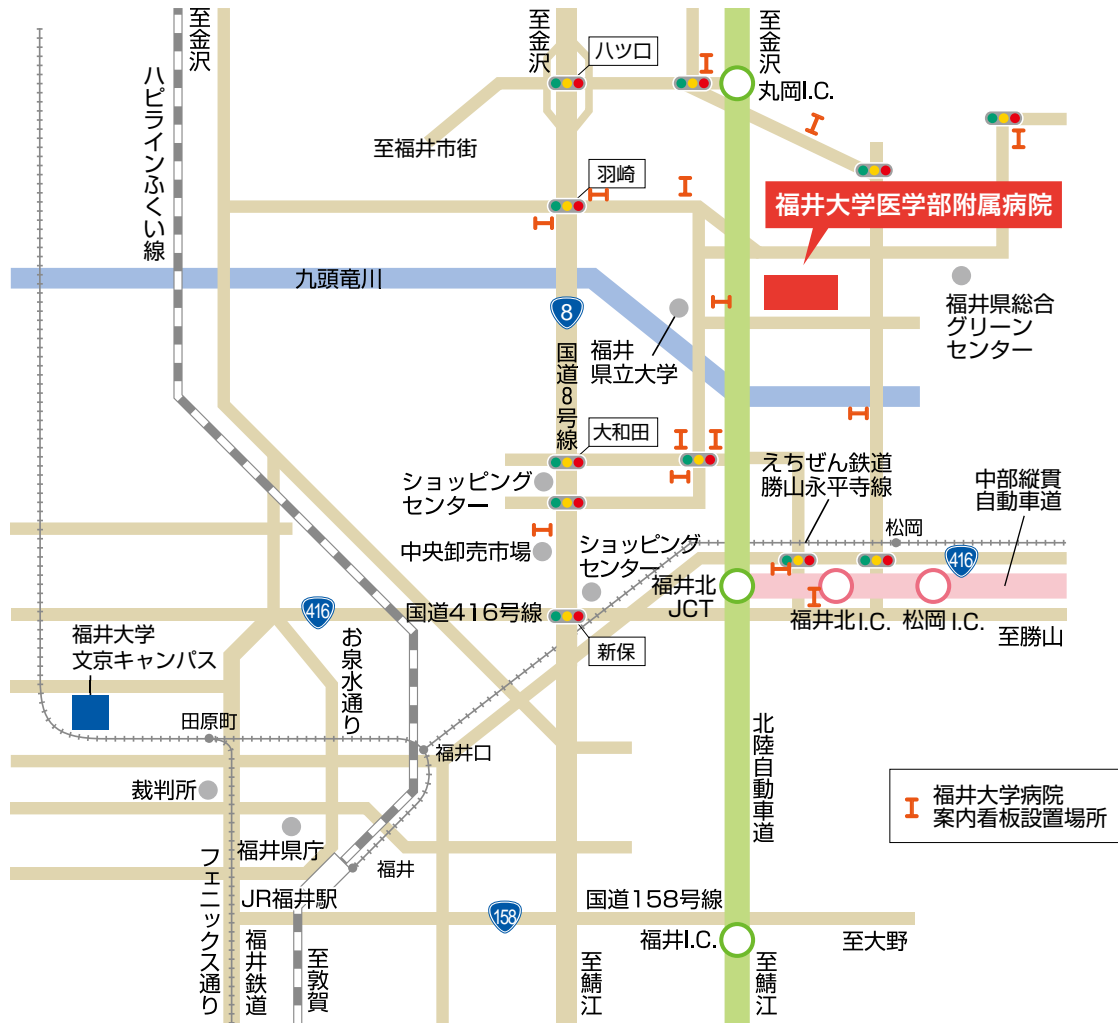 至金沢
至金沢
至金沢
八ツ口
丸岡I.C.
ハピラインふくい線
至福井市街
羽崎
福井大学医学部附属病院
九頭竜川
8
国道8号線
福井
県立大学
福井県総合
グリーン
センター
大和田
ショッピング
センター
えちぜん鉄道
勝山永平寺線
中部縦貫
自動車道
中央卸売市場
ショッピング
センター
松岡
416
福井北
JCT
416
国道416号線
福井北I.C.
松岡I.C.
至勝山
新保
福井大学
文京キャンパス
お泉水通り
田原町
福井口
北陸自動車道
裁判所
福井大学病院
案内看板設置場所
福井県庁
福井
フェニックス通り
JR福井駅
国道158号線
158
福井鉄道
至敦賀
福井I.C.
至大野
至鯖江
至鯖江